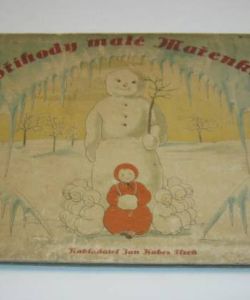 Příhody malé Mařenky
Nakladatel Jan Kobes Plzeň